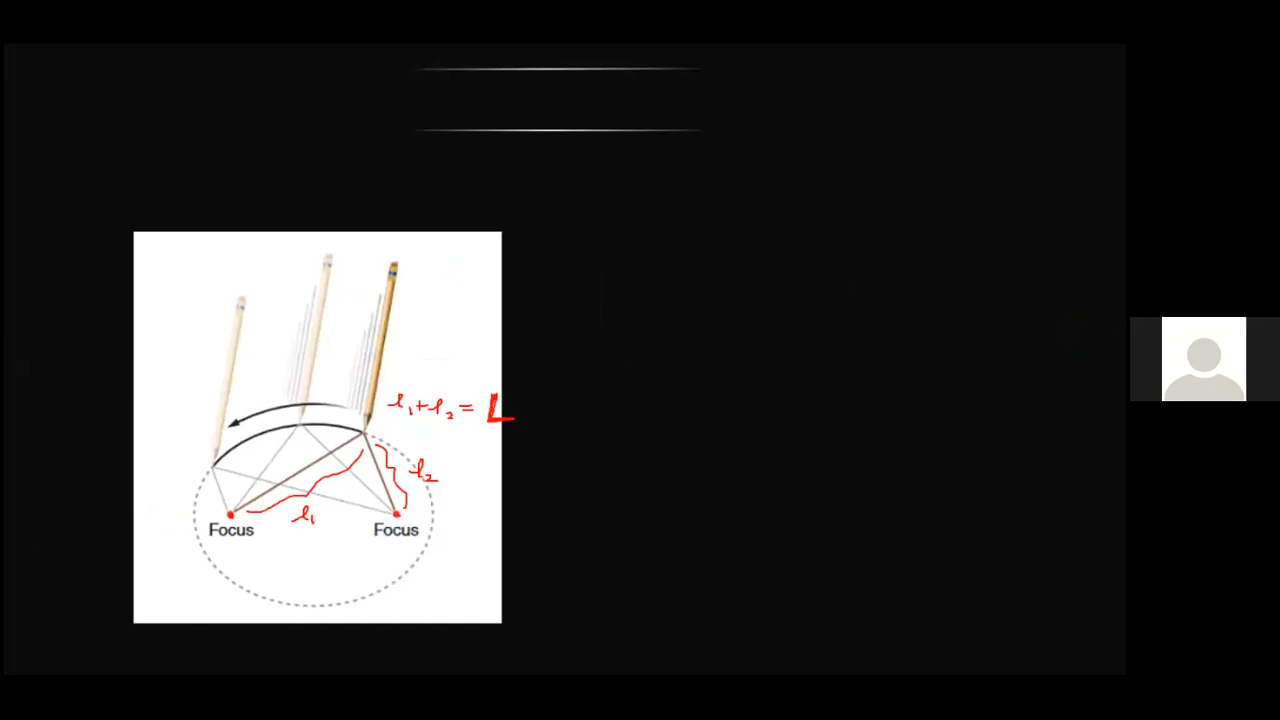 l₁+l₂ = L
l₂
l₁
Focus Focus